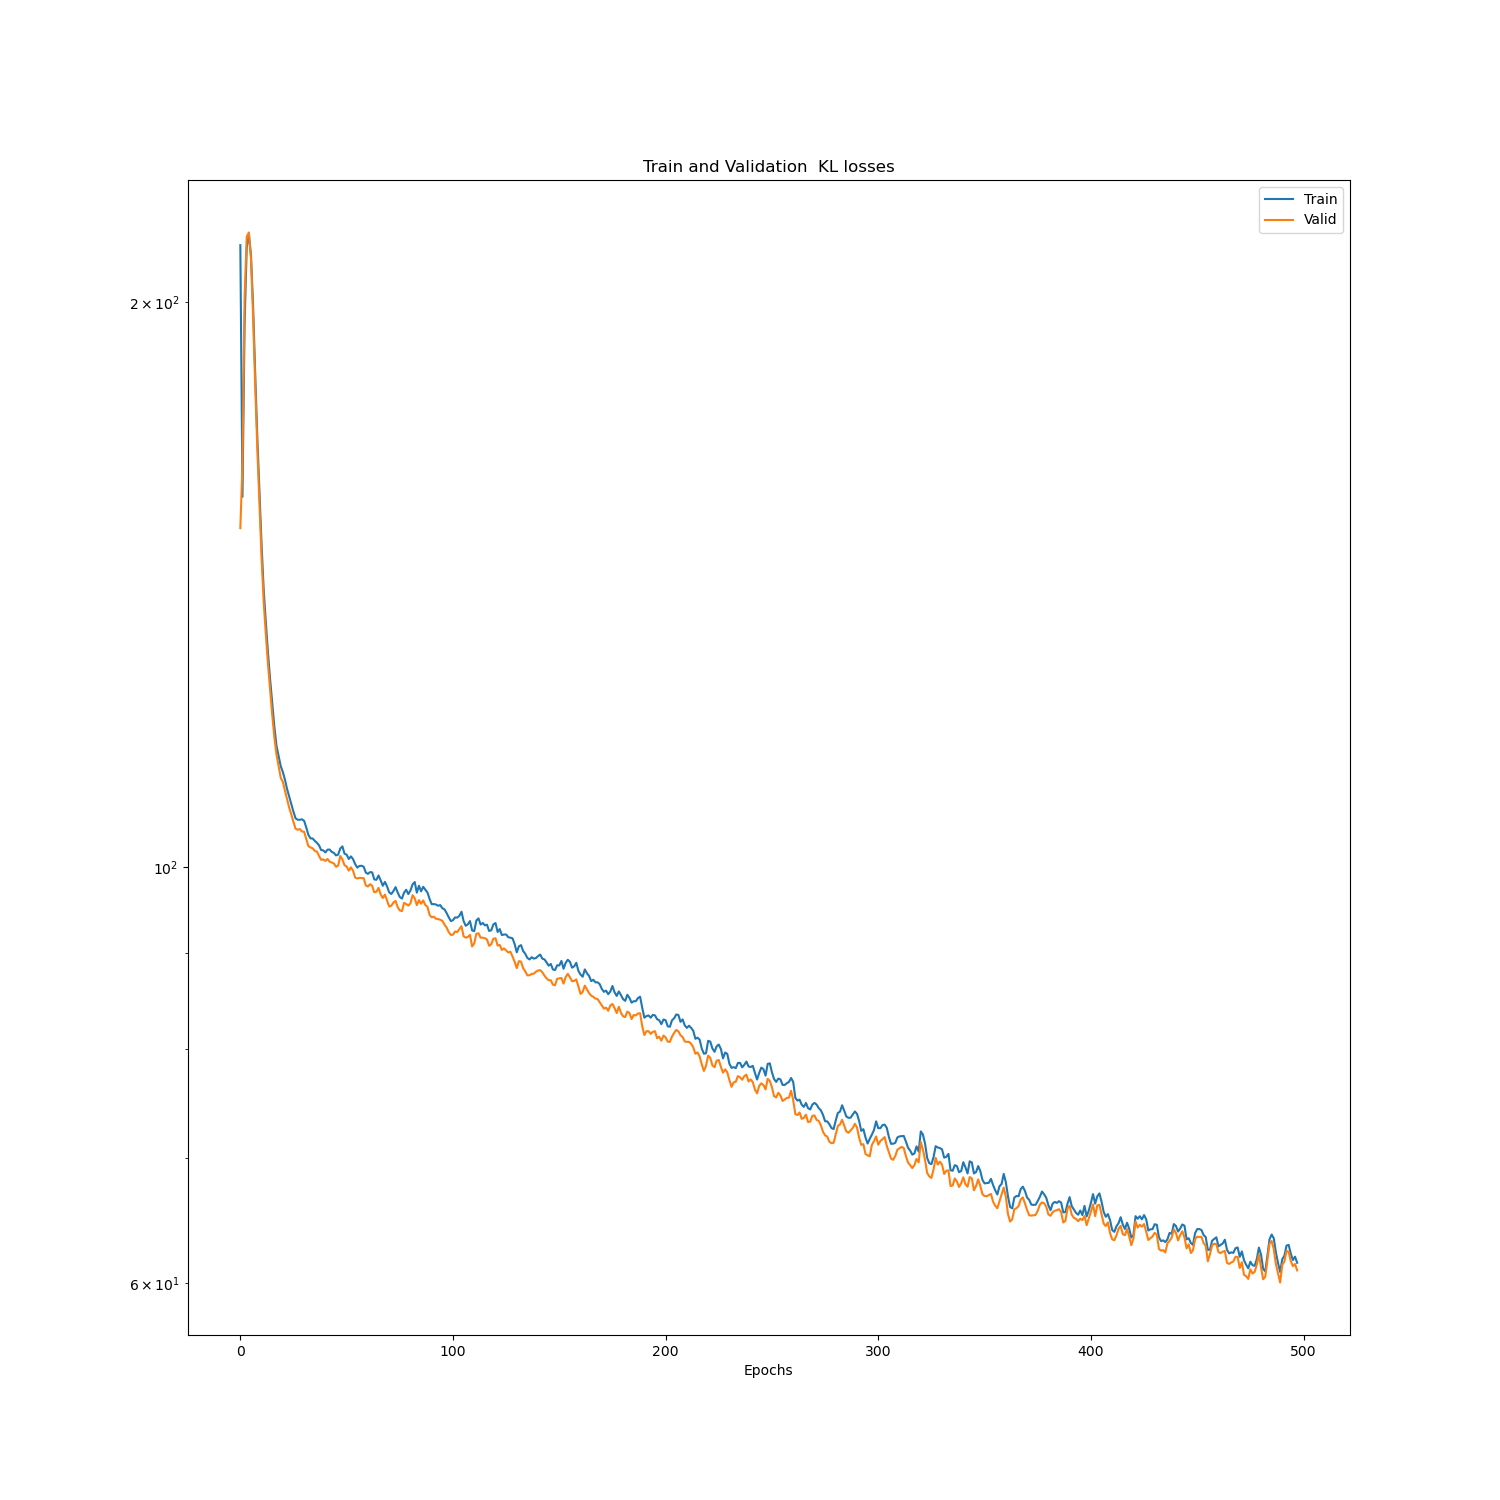 Train and Validation  KL losses
Train
Valid
2 × 10²
10²
6 × 10¹
0 100 200 300 400 500
Epochs